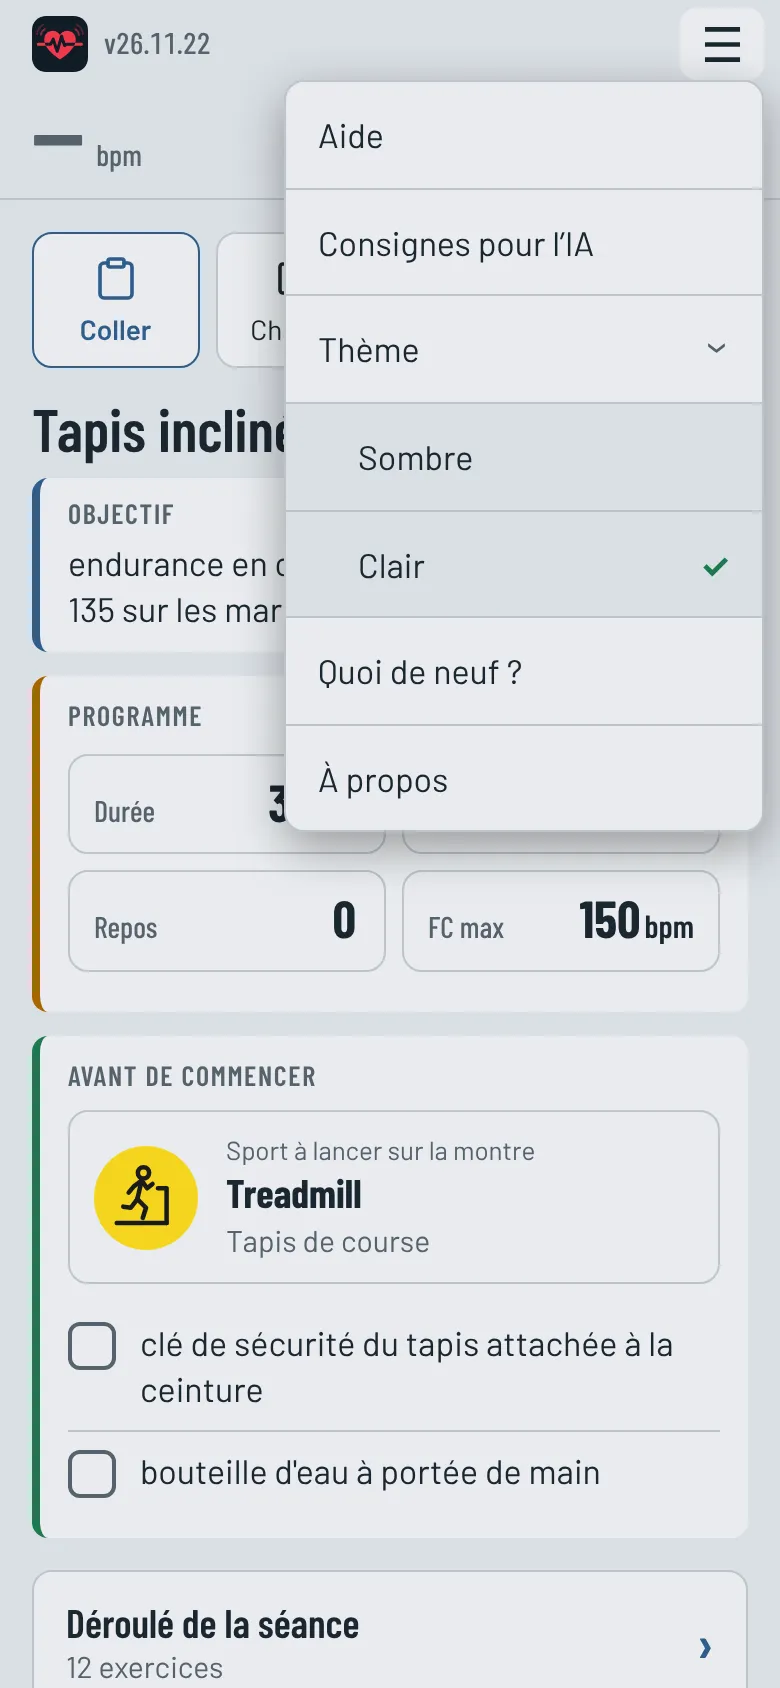 v26.11.22
bpm
Aide
Consignes pour l’IA
Thème
Sombre
Clair
Quoi de neuf ?
À propos
Coller
Ch
Tapis incliné
OBJECTIF
endurance en
135 sur les mar
PROGRAMME
Durée 3
Repos 0
FC max 150 bpm
AVANT DE COMMENCER
Sport à lancer sur la montre
Treadmill
Tapis de course
clé de sécurité du tapis attachée à la
ceinture
bouteille d'eau à portée de main
Déroulé de la séance
12 exercices